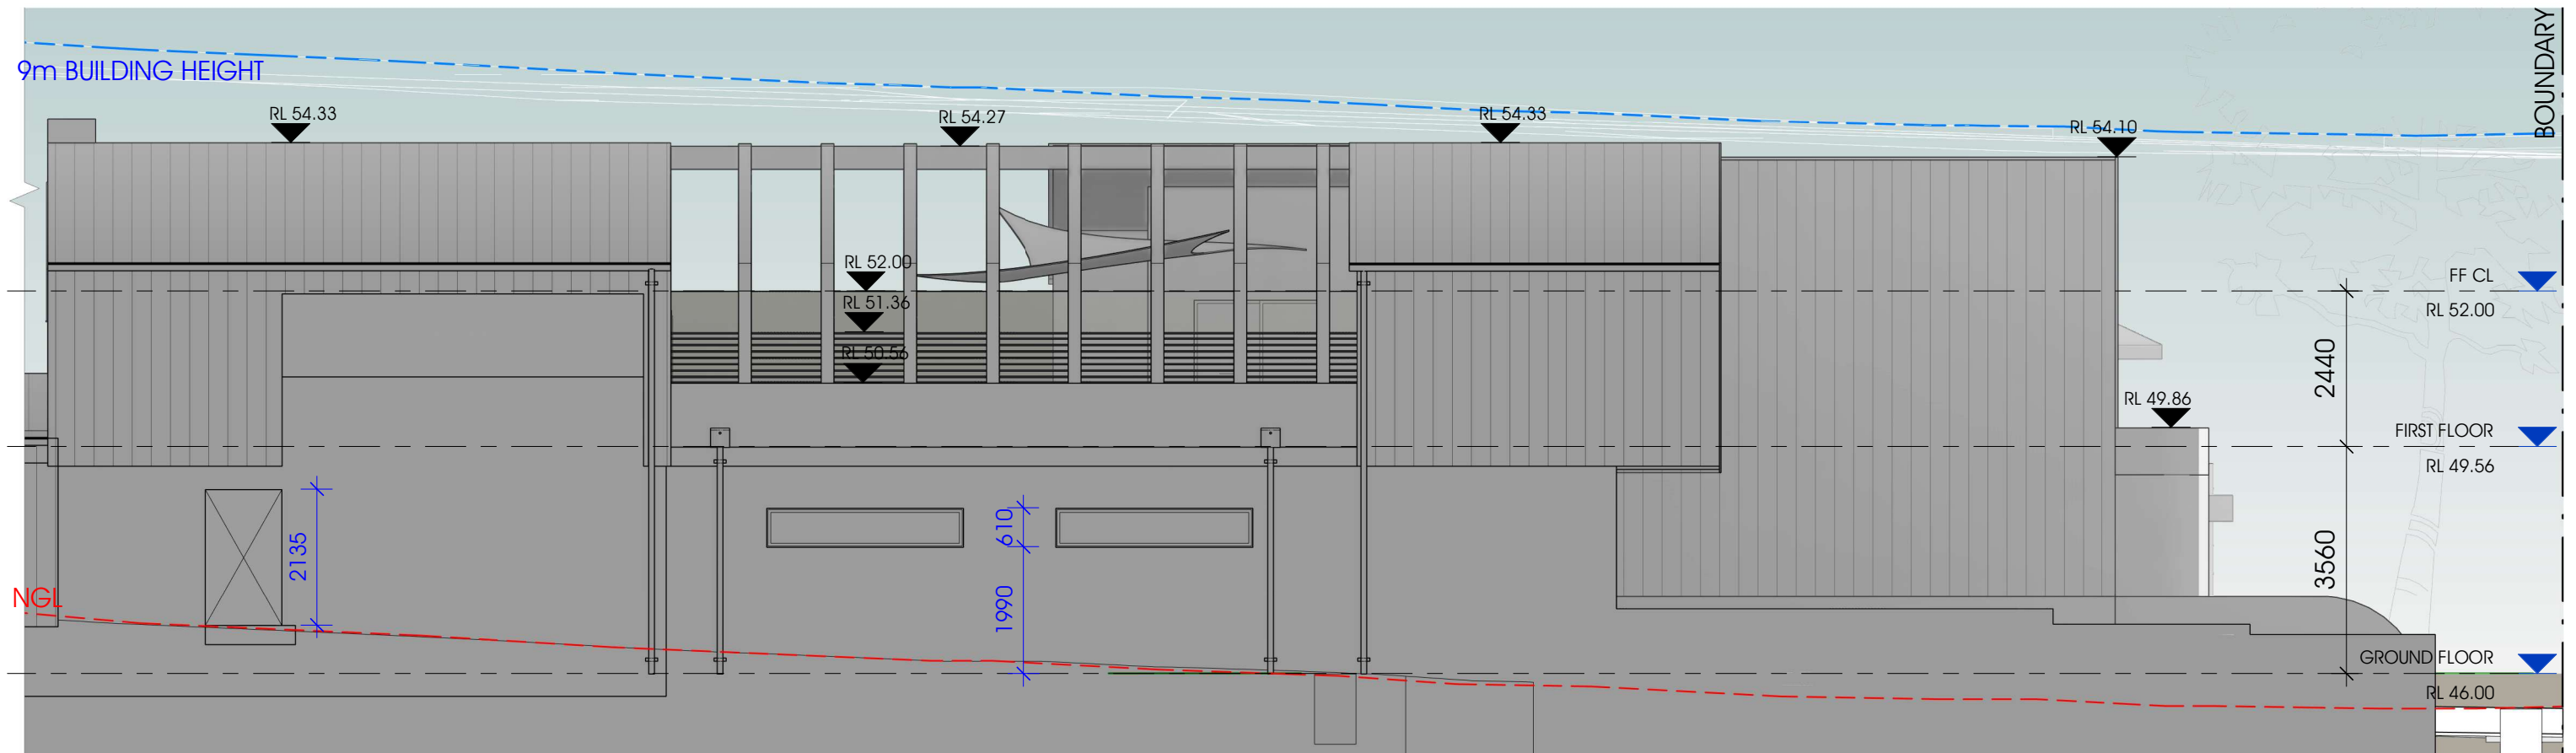 BOUNDARY
9m BUILDING HEIGHT
RL 54.33
RL 54.27
RL 54.33
RL 54.10
RL 52.00
FF CL
RL 51.36
RL 52.00
RL 50.56
2440
RL 49.86
FIRST FLOOR
RL 49.56
2135
610
3560
NGL
1990
GROUND FLOOR
RL 46.00